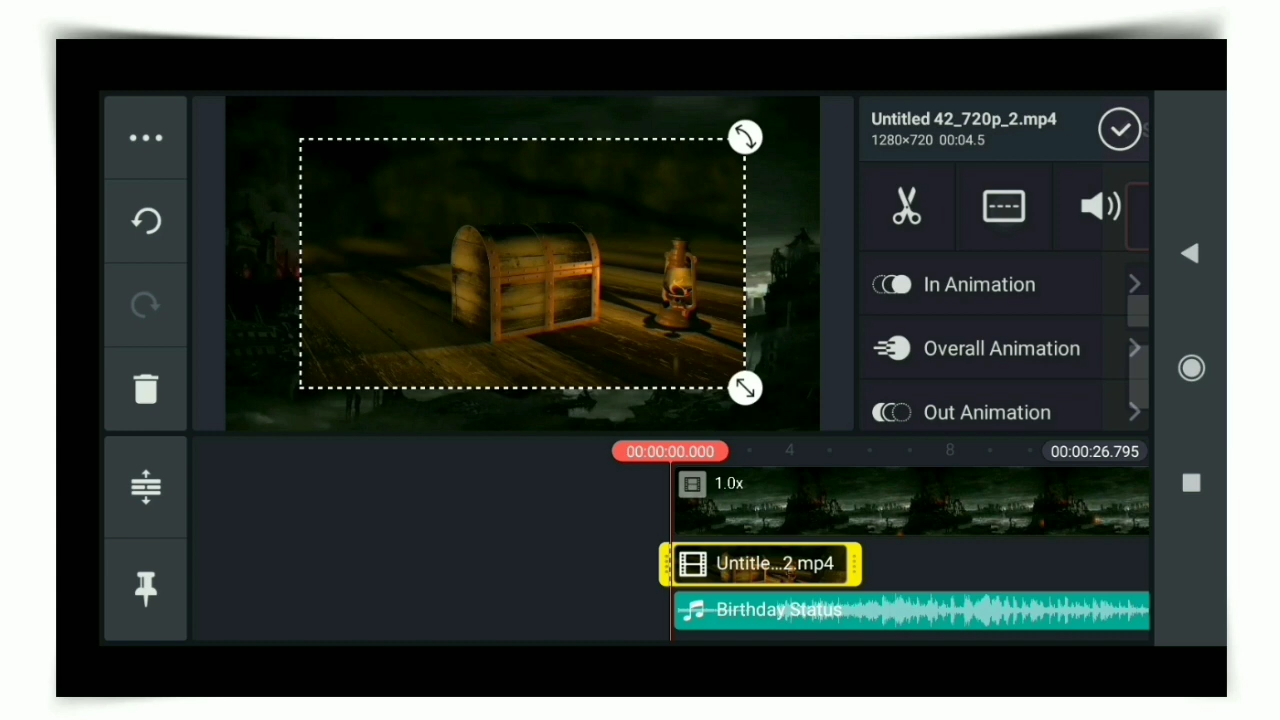 Untitled 42_720p_2.mp4
1280×720 00:04.5
In Animation
Overall Animation
Out Animation
00:00:00.000
4
8
00:00:26.795
1.0x
Untitle...2.mp4
Birthday Status